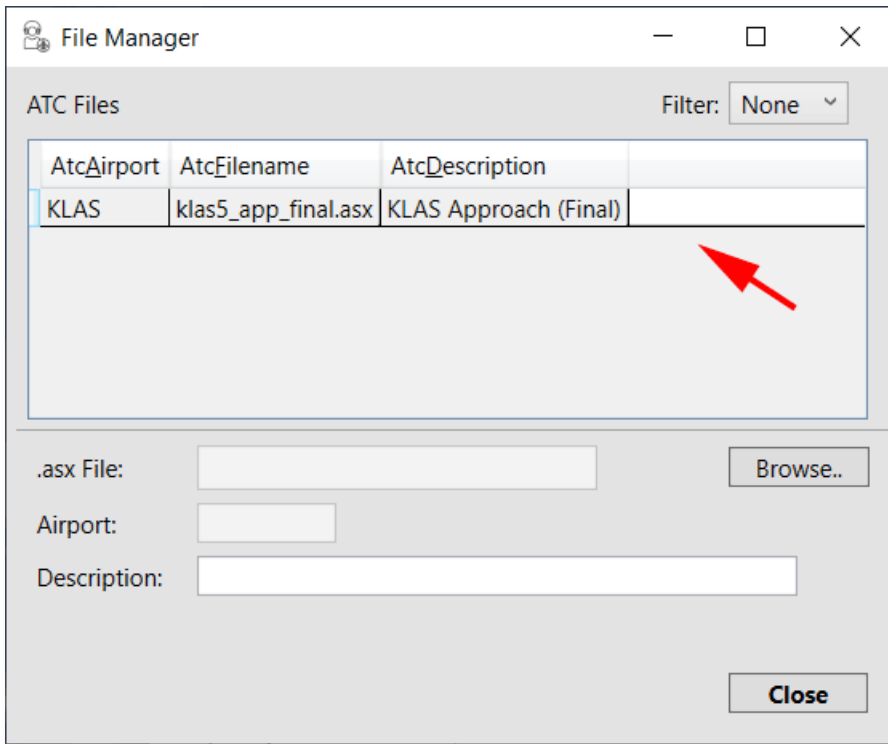 File Manager
ATC Files Filter: None
AtcAirport AtcFilename AtcDescription
KLAS klas5_app_final.asx KLAS Approach (Final)
.asx File: Browse..
Airport:
Description:
Close